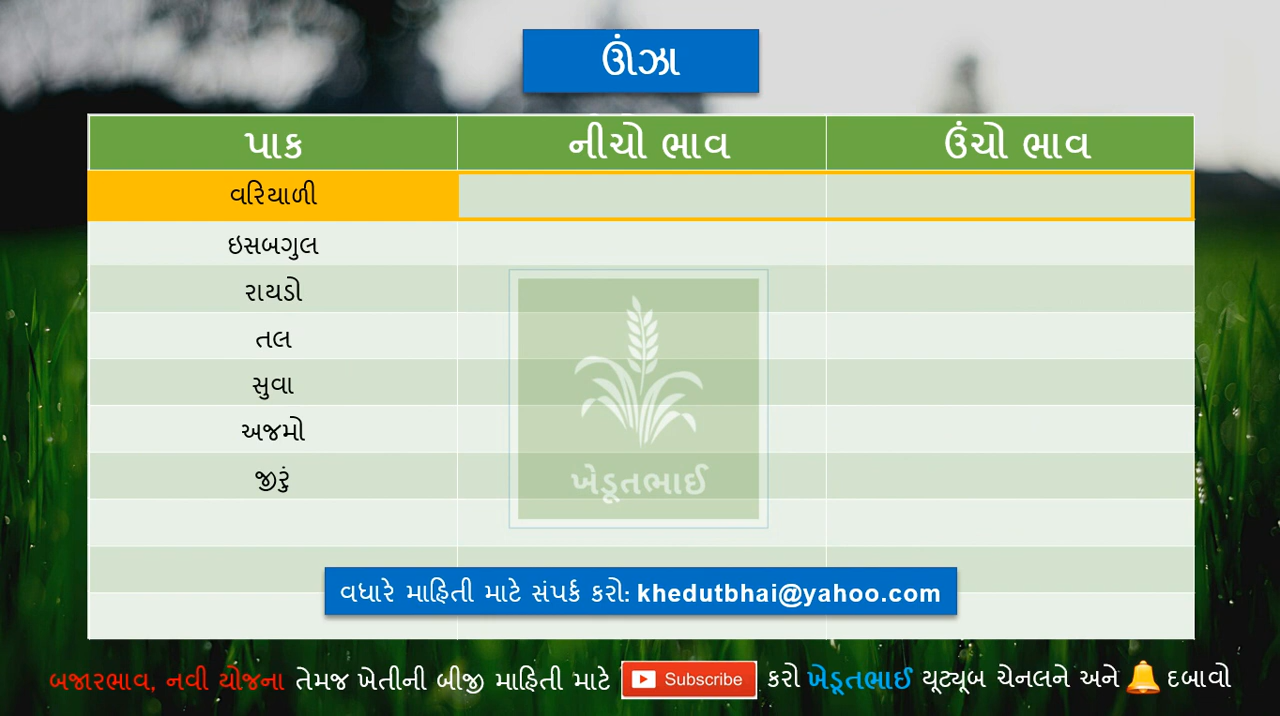 ઊંઝા
પાક નીચો ભાવ ઉંચો ભાવ
વરિયાળી
ઇસબગુલ
રાયડો
તલ
સુવા
અજમો
જીરું
ખેડૂતભાઈ
વધારે માહિતી માટે સંપર્ક કરો: khedutbhai@yahoo.com
બજારભાવ, નવી યોજના તેમજ ખેતીની બીજી માહિતી માટે Subscribe કરો ખેડૂતભાઈ યૂટ્યૂબ ચેનલને અને દબાવો